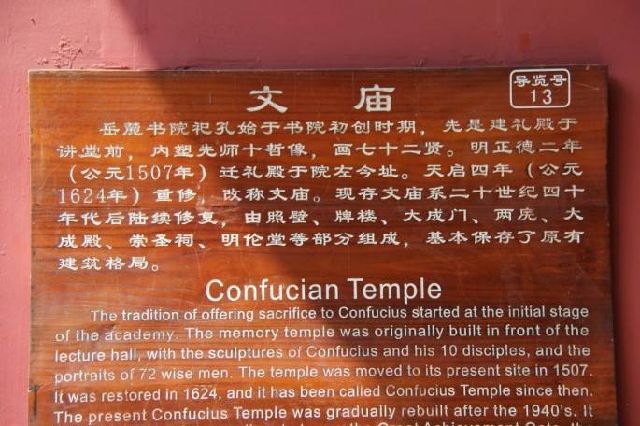 导览号
13
文庙
岳麓书院祀孔始于书院初创时期，先是建礼殿于
讲堂前，内塑先师十哲像，画七十二贤。明正德二年
（公元1507年）迁礼殿于院左今址。天启四年（公元
1624年）重修，改称文庙。现存文庙系二十世纪四十
年代后陆续修复，由照壁、牌楼、大成门、两庑、大
成殿、崇圣祠、明伦堂等部分组成，基本保存了原有
建筑格局。
Confucian Temple
The tradition of offering sacrifice to Confucius started at the initial stage
of the academy. The memory temple was originally built in front of the
lecture hall, with the sculptures of Confucius and his 10 disciples, and the
portraits of 72 wise men. The temple was moved to its present site in 1507.
It was restored in 1624, and it has been called Confucius Temple since then.
The present Confucius Temple was gradually rebuilt after the 1940's. It